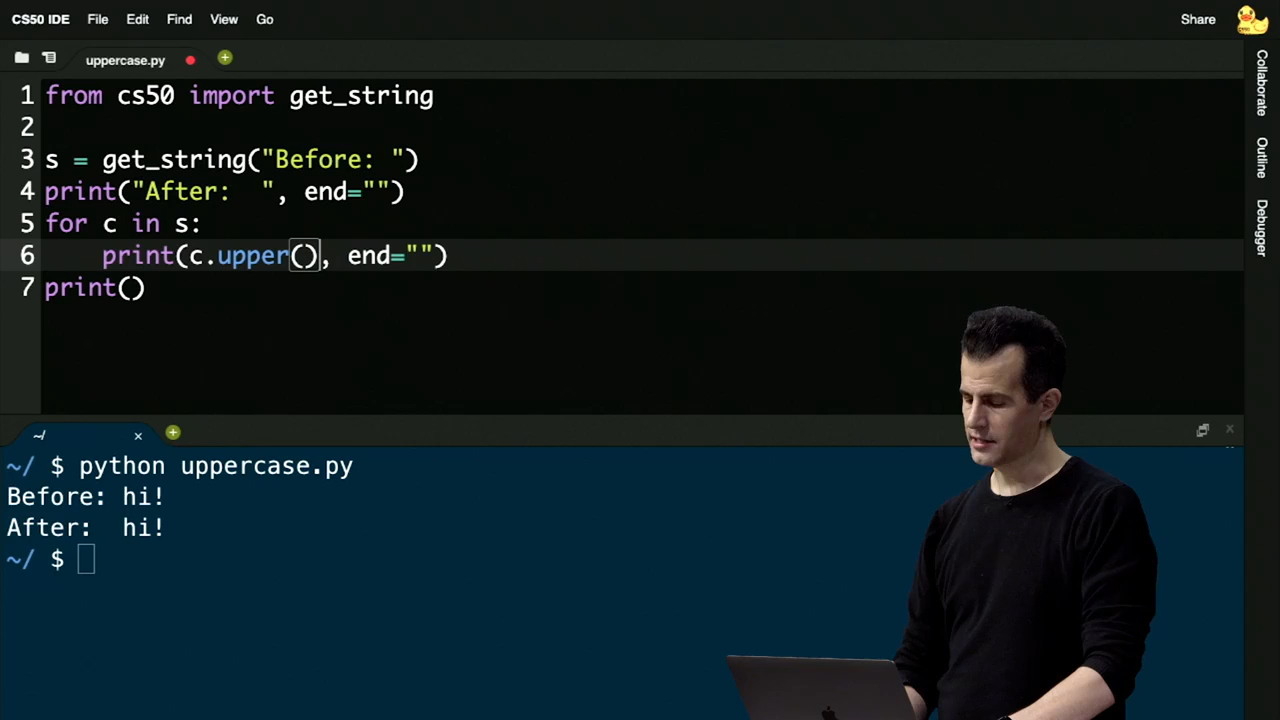 CS50 IDE File Edit Find View Go Share
uppercase.py
1 from cs50 import get_string
2
3 s = get_string("Before: ")
4 print("After:  ", end="")
5 for c in s:
6     print(c.upper(), end="")
7 print()
~/
~/ $ python uppercase.py
Before: hi!
After:  hi!
~/ $
Collaborate
Outline
Debugger